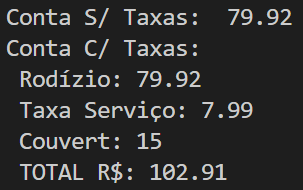 Conta S/ Taxas:  79.92
Conta C/ Taxas:
 Rodízio: 79.92
 Taxa Serviço: 7.99
 Couvert: 15
 TOTAL R$: 102.91